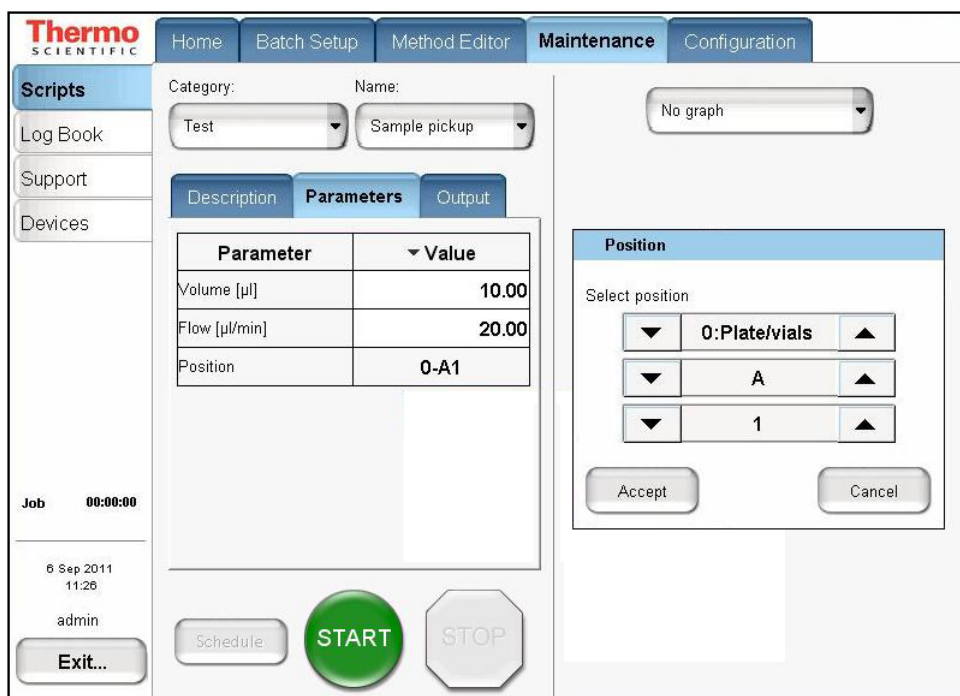 Thermo
SCIENTIFIC
Home
Batch Setup
Method Editor
Maintenance
Configuration
Scripts
Log Book
Support
Devices
Category:
Name:
Test
Sample pickup
No graph
Description
Parameters
Output
Parameter
Value
Volume [µl]
10.00
Flow [µl/min]
20.00
Position
0-A1
Position
Select position
0:Plate/vials
A
1
Accept
Cancel
Job 00:00:00
6 Sep 2011
11:26
admin
Exit...
Schedule
START
STOP